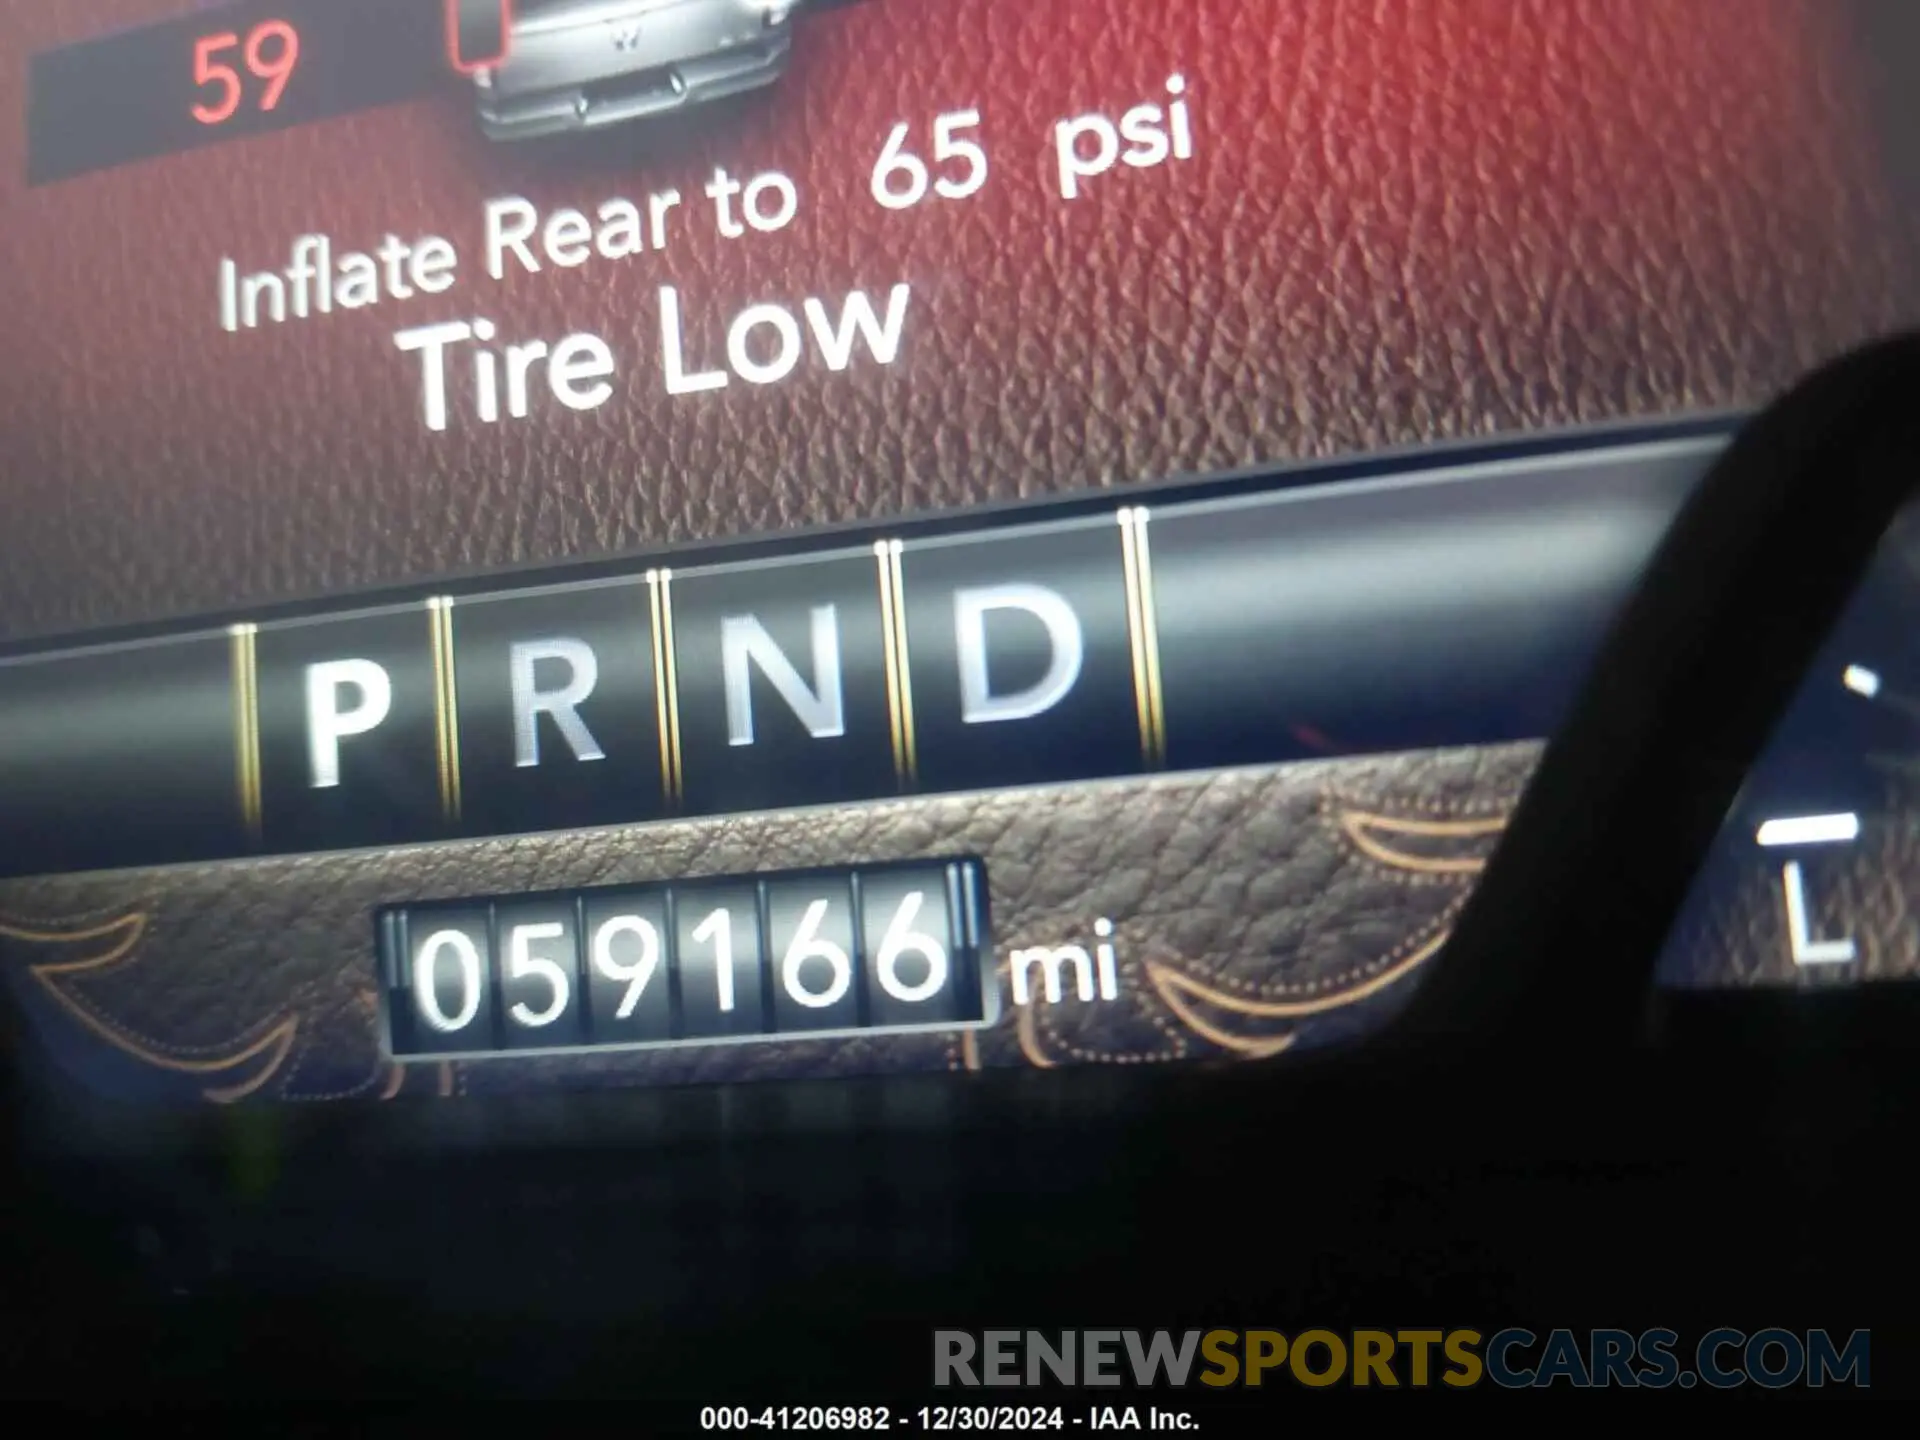 59
Inflate Rear to 65 psi
Tire Low
P R N D
059166 mi
L
RENEWSPORTSCARS.COM
000-41206982 - 12/30/2024 - IAA Inc.